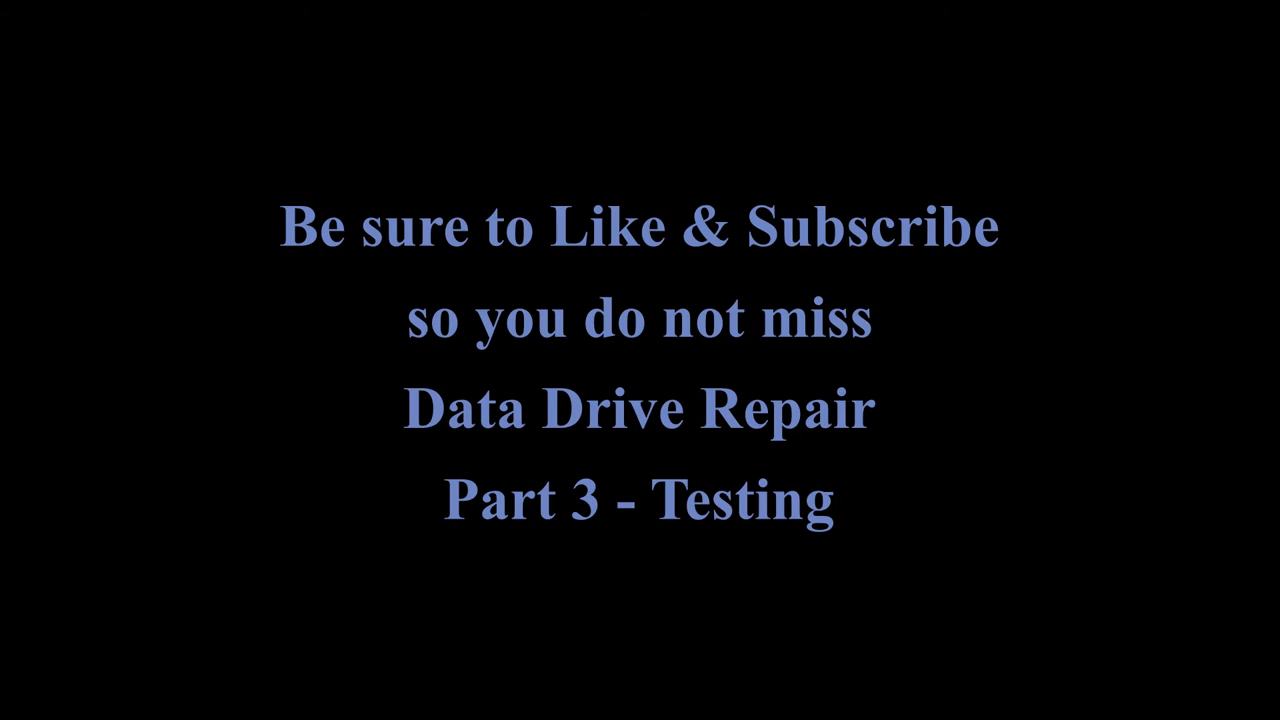 Be sure to Like & Subscribe
so you do not miss
Data Drive Repair
Part 3 - Testing